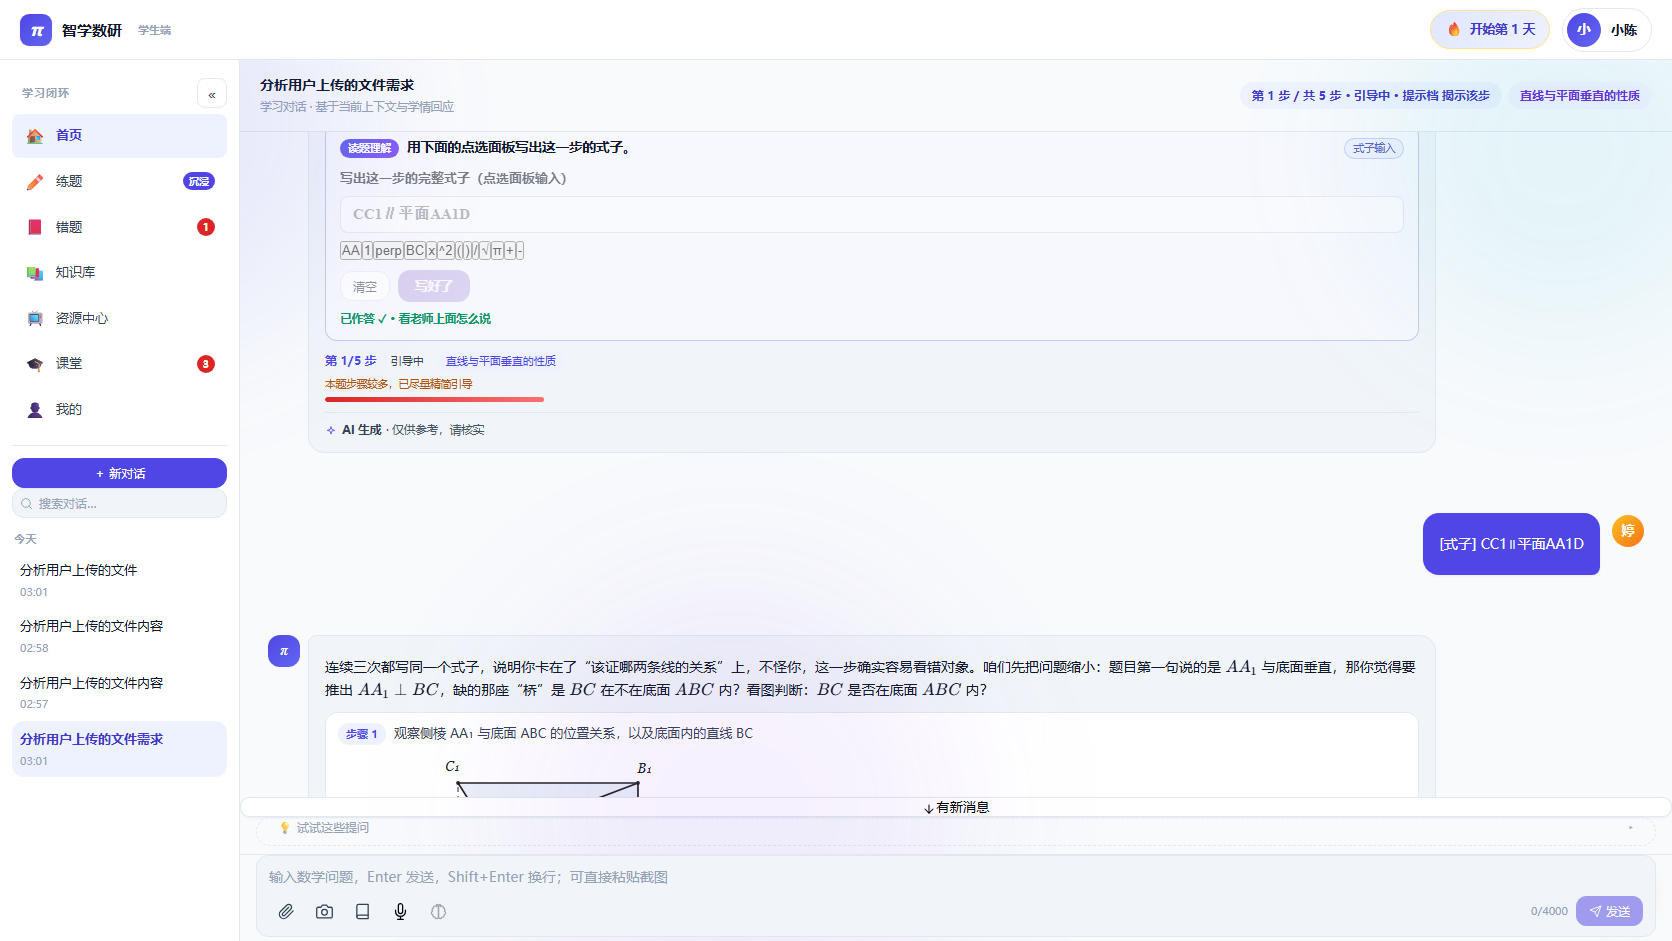 π 智学数研 学生端
🔥 开始第 1 天 小 小陈
学习闭环 «
首页
练题 沉浸
错题 1
知识库
资源中心
课堂 3
我的
+ 新对话
搜索对话...
今天
分析用户上传的文件
03:01
分析用户上传的文件内容
02:58
分析用户上传的文件内容
02:57
分析用户上传的文件需求
03:01
分析用户上传的文件需求
学习对话 · 基于当前上下文与学情回应
第 1 步 / 共 5 步 • 引导中 • 提示档 揭示该步 直线与平面垂直的性质
读题理解 用下面的点选面板写出这一步的式子。 式子输入
写出这一步的完整式子（点选面板输入）
CC1∥平面AA1D
AA 1 perp BC x ^2 ( ) / √ π + -
清空 写好了
已作答 ✓ • 看老师上面怎么说
第 1/5 步 引导中 直线与平面垂直的性质
本题步骤较多，已尽量精简引导
AI 生成 · 仅供参考，请核实
[式子] CC1∥平面AA1D 婷
π
连续三次都写同一个式子，说明你卡在了“该证哪两条线的关系”上，不怪你，这一步确实容易看错对象。咱们先把问题缩小：题目第一句说的是 AA₁ 与底面垂直，那你觉得要
推出 AA₁ ⊥ BC，缺的那座“桥”是 BC 在不在底面 ABC 内？看图判断：BC 是否在底面 ABC 内？
步骤 1 观察侧棱 AA₁ 与底面 ABC 的位置关系，以及底面内的直线 BC
C₁ B₁
↓有新消息
💡 试试这些提问
输入数学问题，Enter 发送，Shift+Enter 换行；可直接粘贴截图
0/4000 发送